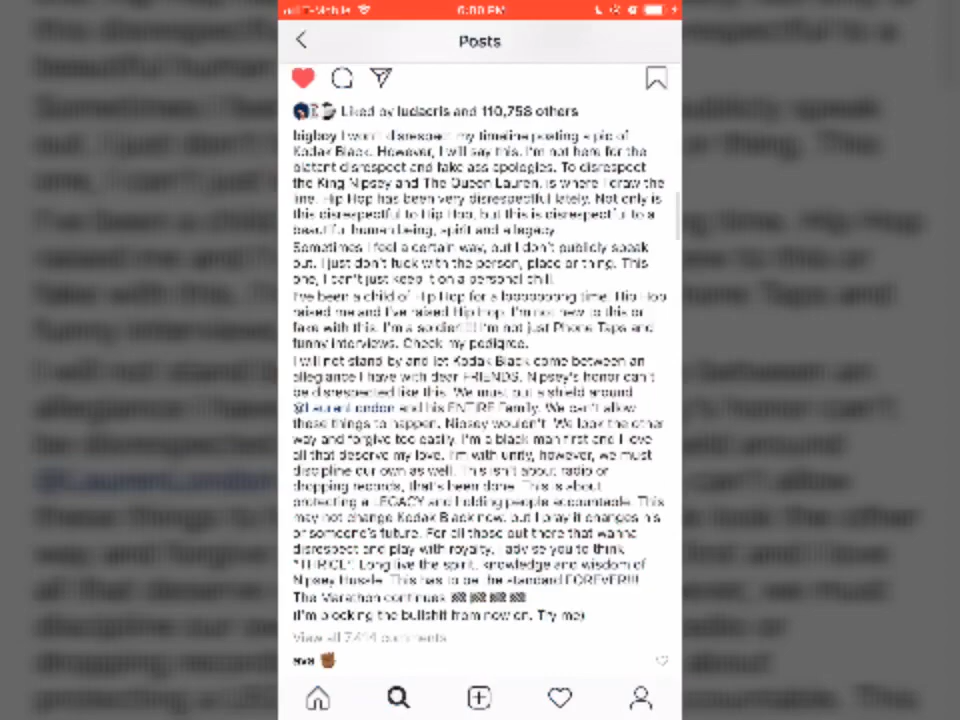 T-Mobile
6:00 PM
Posts
Liked by ludacris and 110,758 others
bigboy I won't disrespect my timeline posting a pic of
Kodak Black. However, I will say this. I'm not here for the
blatant disrespect and fake ass apologies. To disrespect
the King Nipsey and The Queen Lauren, is where I draw the
line. Hip Hop has been very disrespectful lately. Not only is
this disrespectful to Hip Hop, but this is disrespectful to a
beautiful human being, spirit and a legacy
Sometimes I feel a certain way, but I don't publicly speak
out. I just don't fuck with the person, place or thing. This
one, I can't just keep it on a personal chill
I've been a child of Hip Hop for a looooooong time. Hip Hop
raised me and I've raised Hip Hop. I'm not new to this or
fake with this. I'm a soldier!!!! I'm not just Phone Taps and
funny interviews. Check my pedigree.
I will not stand by and let Kodak Black come between an
allegiance I have with dear FRIENDS. Nipsey's honor can't
be disrespected like this. We must put a shield around
@LaurenLondon and his ENTIRE Family. We can't allow
these things to happen. Nipsey wouldn't. We look the other
way and forgive too easily. I'm a black man first and I love
all that deserve my love. I'm with unity, however, we must
discipline our own as well. This isn't about radio or
dropping records, that's been done. This is about
protecting a LEGACY and holding people accountable. This
may not change Kodak Black now, but I pray it changes his
or someone's future. For all those out there that wanna
disrespect and play with royalty, I advise you to think
"THRICE". Long live the spirit, knowledge and wisdom of
Nipsey Hussle. This has to be the standard FOREVER!!!
The Marathon continues
(I'm blocking the bullshit from now on. Try me)
View all 7,414 comments